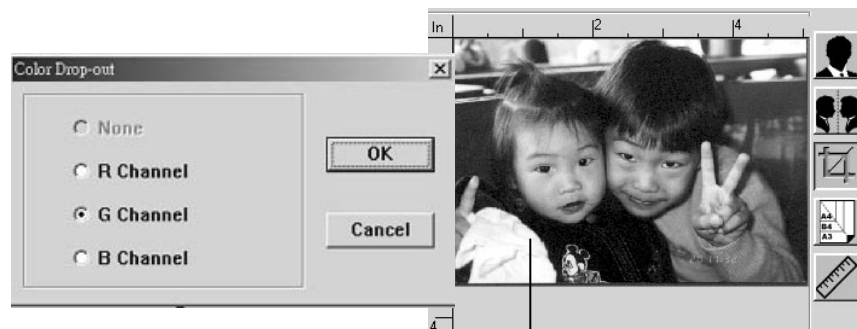 Color Drop-out
None
R Channel
G Channel
B Channel
OK
Cancel
In
2
4
4
A4
B4
A3